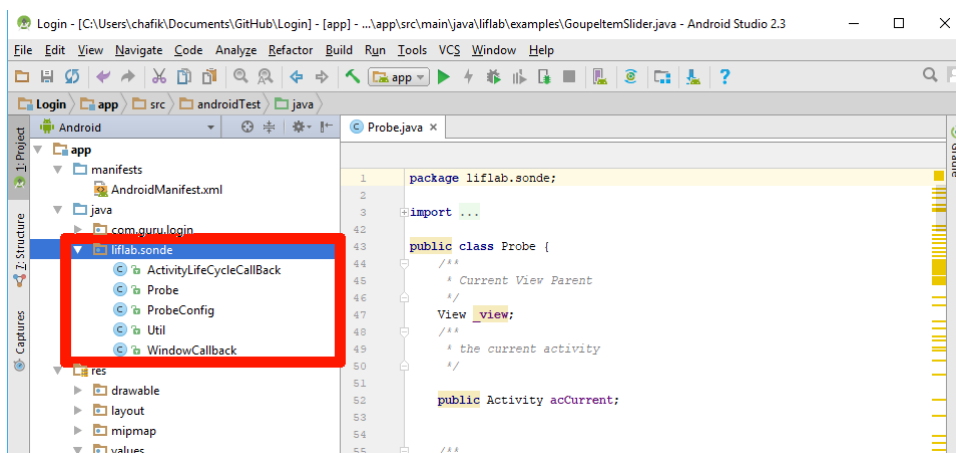 Login - [C:\Users\chafik\Documents\GitHub\Login] - [app] - ...\app\src\main\java\liflab\examples\GoupeItemSlider.java - Android Studio 2.3
File Edit View Navigate Code Analyze Refactor Build Run Tools VCS Window Help
app
Login app src androidTest java
1: Project
Z: Structure
Captures
Android
app
manifests
AndroidManifest.xml
java
com.guru.login
liflab.sonde
ActivityLifeCycleCallBack
Probe
ProbeConfig
Util
WindowCallback
res
drawable
layout
mipmap
values
Probe.java ×
1 package liflab.sonde;
2
3 import ...
42
43 public class Probe {
44 /**
45 * Current View Parent
46 */
47 View _view;
48 /**
49 * the current activity
50 */
51
52 public Activity acCurrent;
53
54
55 /**
Gradle